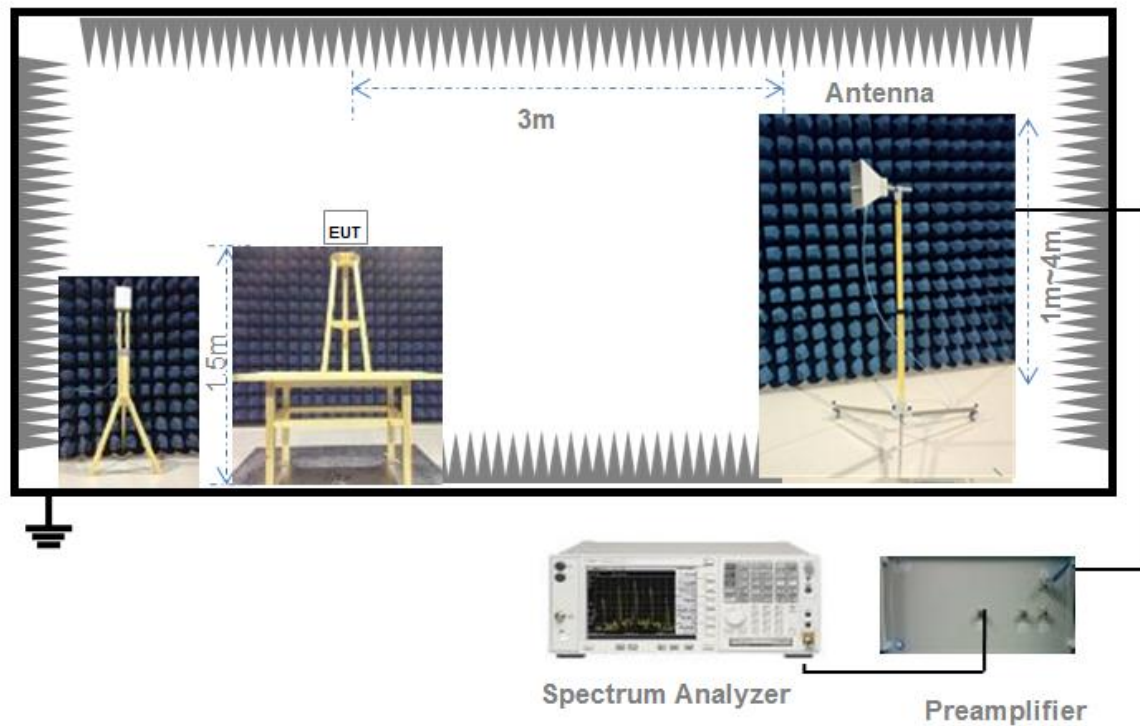 Antenna
3m
EUT
1.5m
1m~4m
Spectrum Analyzer
Preamplifier